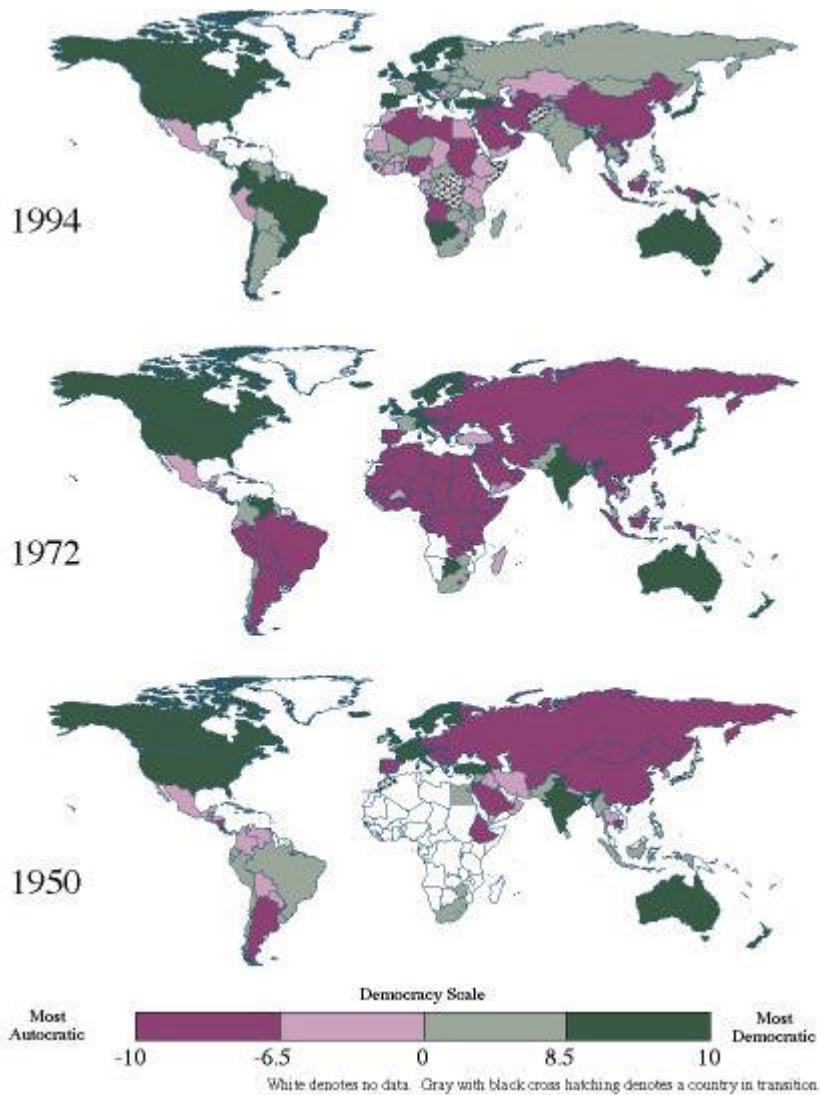 1994
1972
1950
Democracy Scale
Most
Autocratic
Most
Democratic
-10
-6.5
0
8.5
10
White denotes no data. Gray with black cross hatching denotes a country in transition.